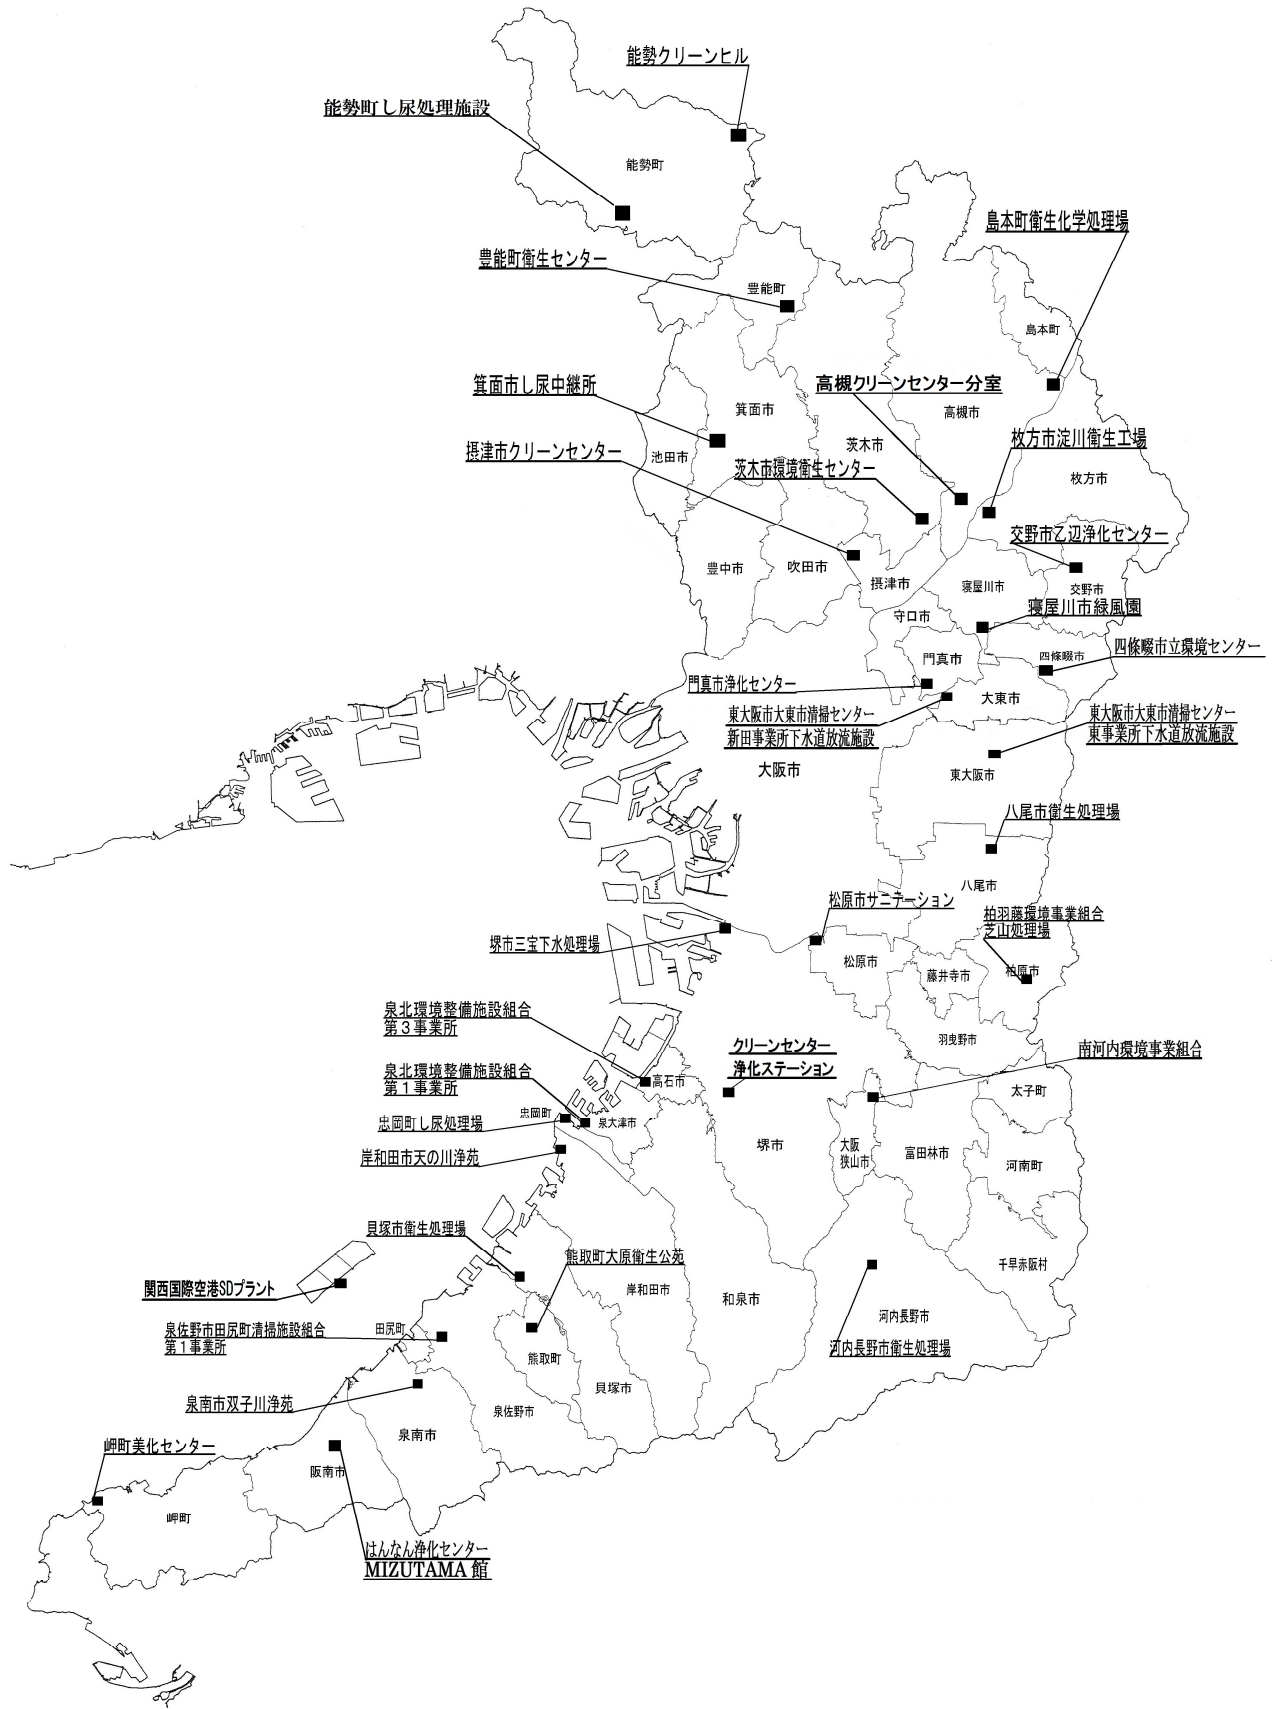 能勢クリーンヒル
能勢町し尿処理施設
能勢町
島本町衛生化学処理場
豊能町衛生センター
豊能町
島本町
箕面市し尿中継所
高槻クリーンセンター分室
箕面市
高槻市
茨木市
枚方市淀川衛生工場
摂津市クリーンセンター
池田市
茨木市環境衛生センター
枚方市
交野市乙辺浄化センター
豊中市
吹田市
摂津市
寝屋川市
交野市
守口市
寝屋川市緑風園
門真市
四條畷市
四條畷市立環境センター
門真市浄化センター
大東市
東大阪市大東市清掃センター
新田事業所下水道放流施設
東大阪市大東市清掃センター
東事業所下水道放流施設
大阪市
東大阪市
八尾市衛生処理場
八尾市
松原市サニテーション
柏羽藤環境事業組合
芝山処理場
堺市三宝下水処理場
松原市
藤井寺市
柏原市
泉北環境整備施設組合
第３事業所
羽曳野市
クリーンセンター
浄化ステーション
南河内環境事業組合
泉北環境整備施設組合
第１事業所
高石市
太子町
忠岡町
忠岡町し尿処理場
泉大津市
堺市
大阪
狭山市
富田林市
河南町
岸和田市天の川浄苑
貝塚市衛生処理場
熊取町大原衛生公苑
千早赤阪村
関西国際空港SDプラント
岸和田市
和泉市
河内長野市
泉佐野市田尻町清掃施設組合
第１事業所
田尻町
河内長野市衛生処理場
熊取町
貝塚市
泉南市双子川浄苑
泉佐野市
泉南市
岬町美化センター
阪南市
岬町
はんなん浄化センター
MIZUTAMA館